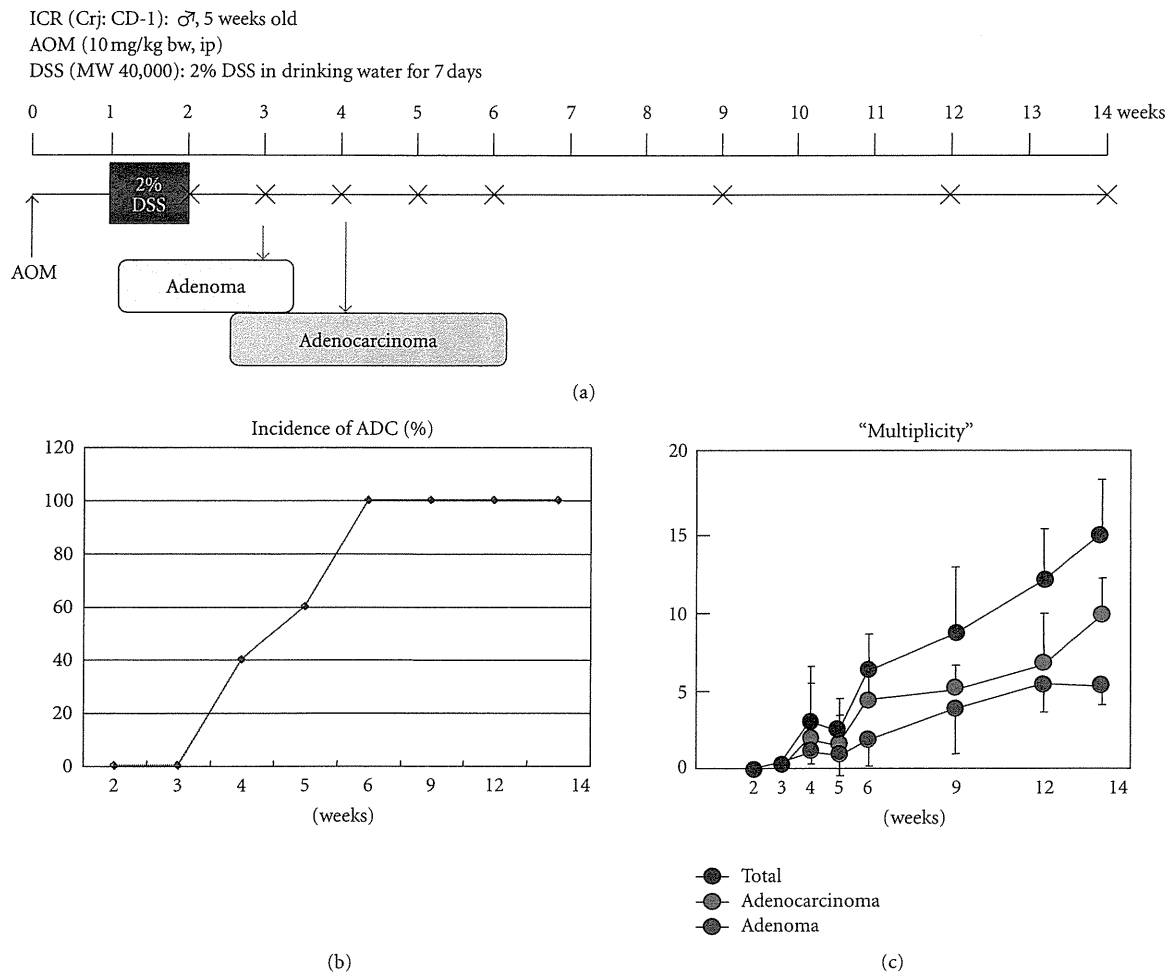 ICR (Crj: CD-1): ♂, 5 weeks old
AOM (10 mg/kg bw, ip)
DSS (MW 40,000): 2% DSS in drinking water for 7 days
0 1 2 3 4 5 6 7 8 9 10 11 12 13 14 weeks
2%
DSS
AOM
Adenoma
Adenocarcinoma
(a)
Incidence of ADC (%)
120
100
80
60
40
20
0
2 3 4 5 6 9 12 14
(weeks)
(b)
"Multiplicity"
20
15
10
5
0
2 3 4 5 6 9 12 14
(weeks)
Total
Adenocarcinoma
Adenoma
(c)